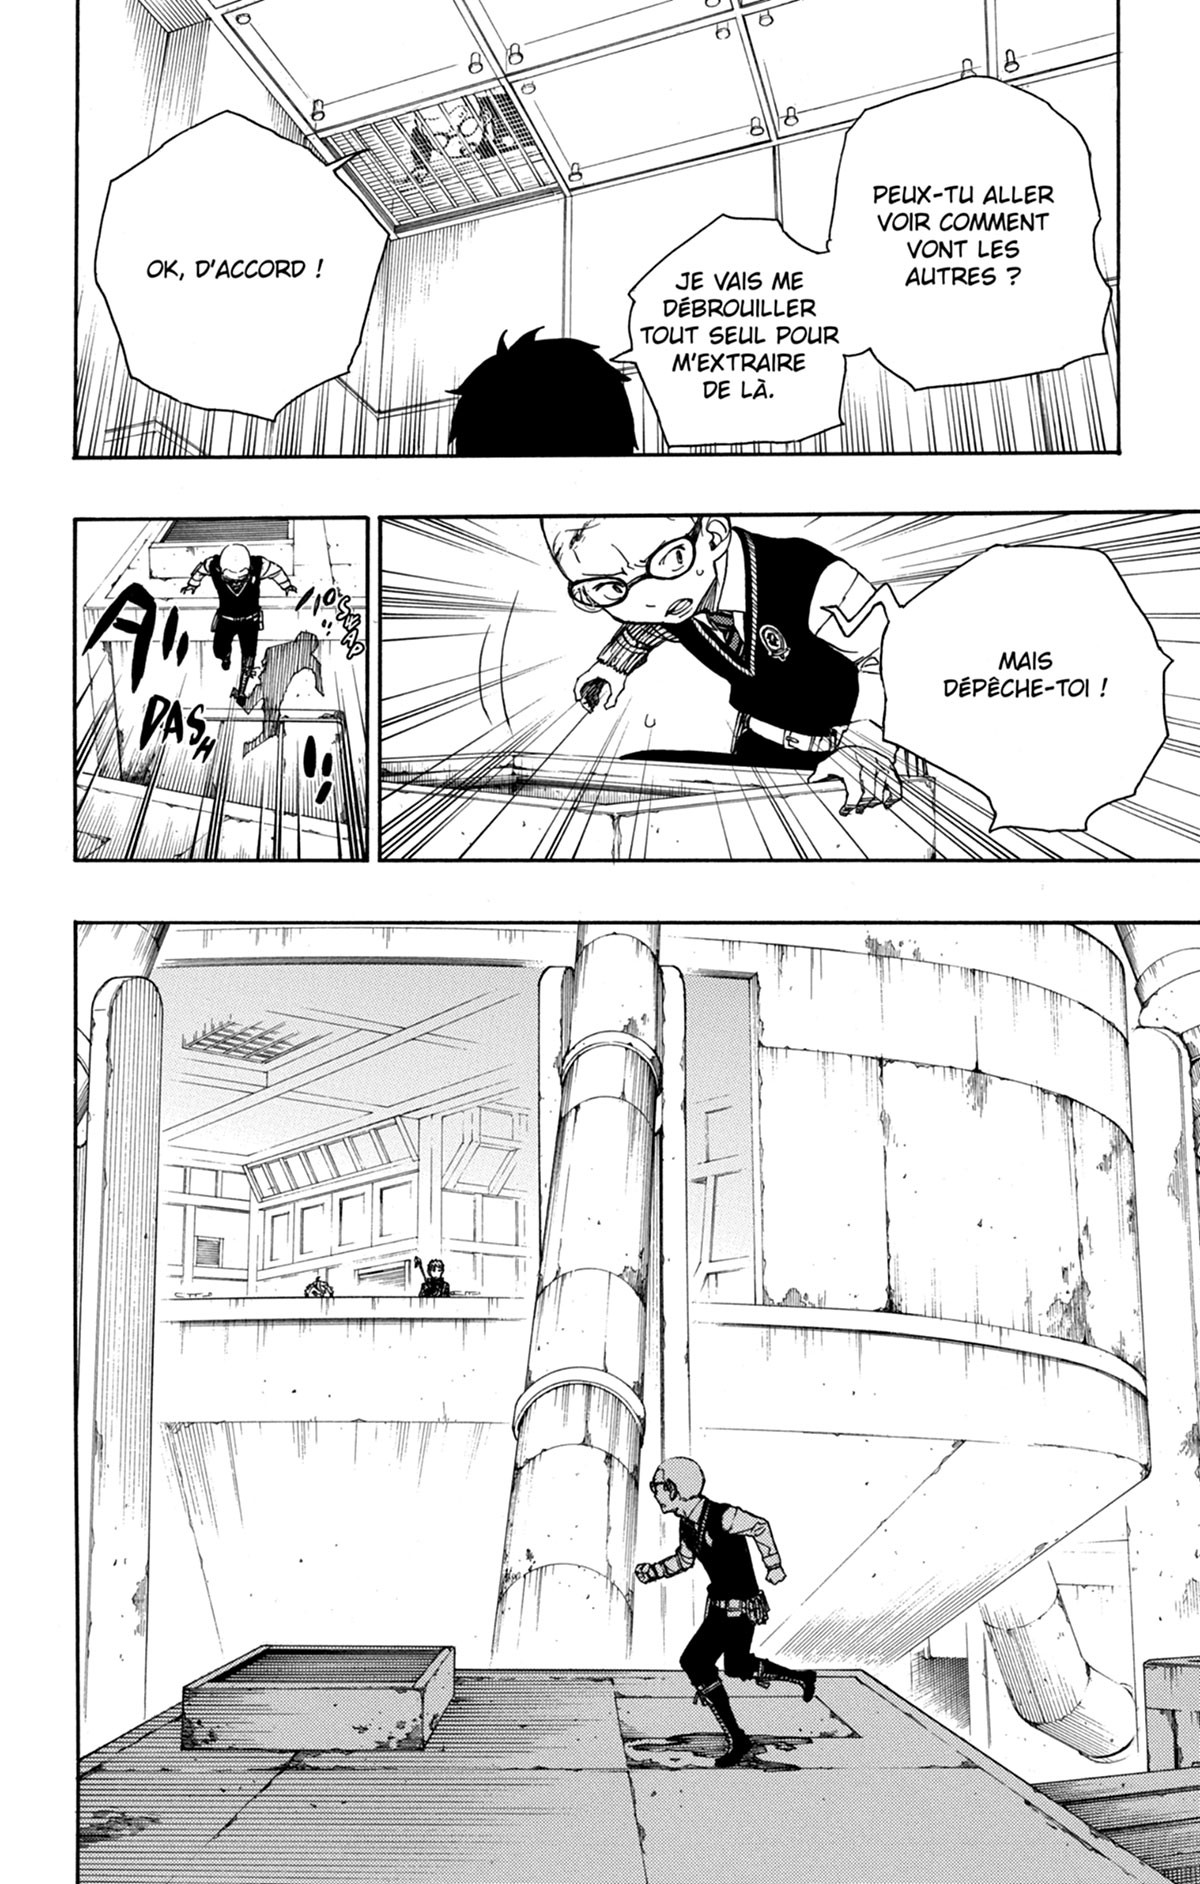 PEUX-TU ALLER
VOIR COMMENT
VONT LES
AUTRES ?
JE VAIS ME
DÉBROUILLER
TOUT SEUL POUR
M'EXTRAIRE
DE LÀ.
OK, D'ACCORD !
MAIS
DÉPÊCHE-TOI !
SWAP
DASH